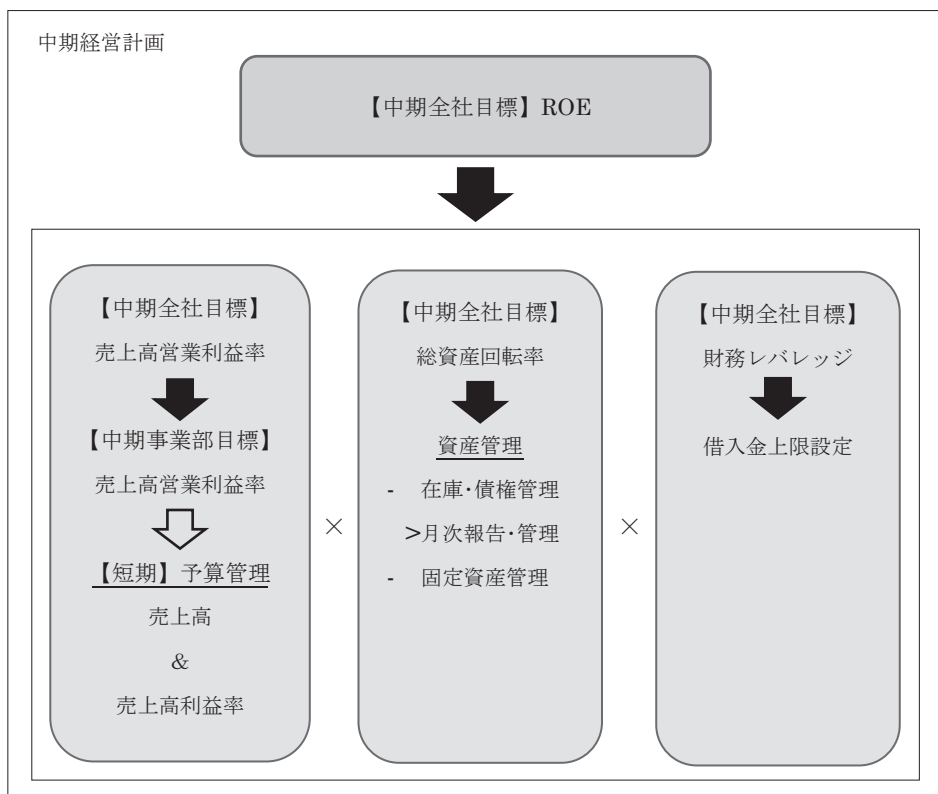 中期経営計画
【中期全社目標】ROE
【中期全社目標】
売上高営業利益率
【中期事業部目標】
売上高営業利益率
【短期】予算管理
売上高
&
売上高利益率
×
【中期全社目標】
総資産回転率
資産管理
- 在庫･債権管理
>月次報告･管理
- 固定資産管理
×
【中期全社目標】
財務レバレッジ
借入金上限設定